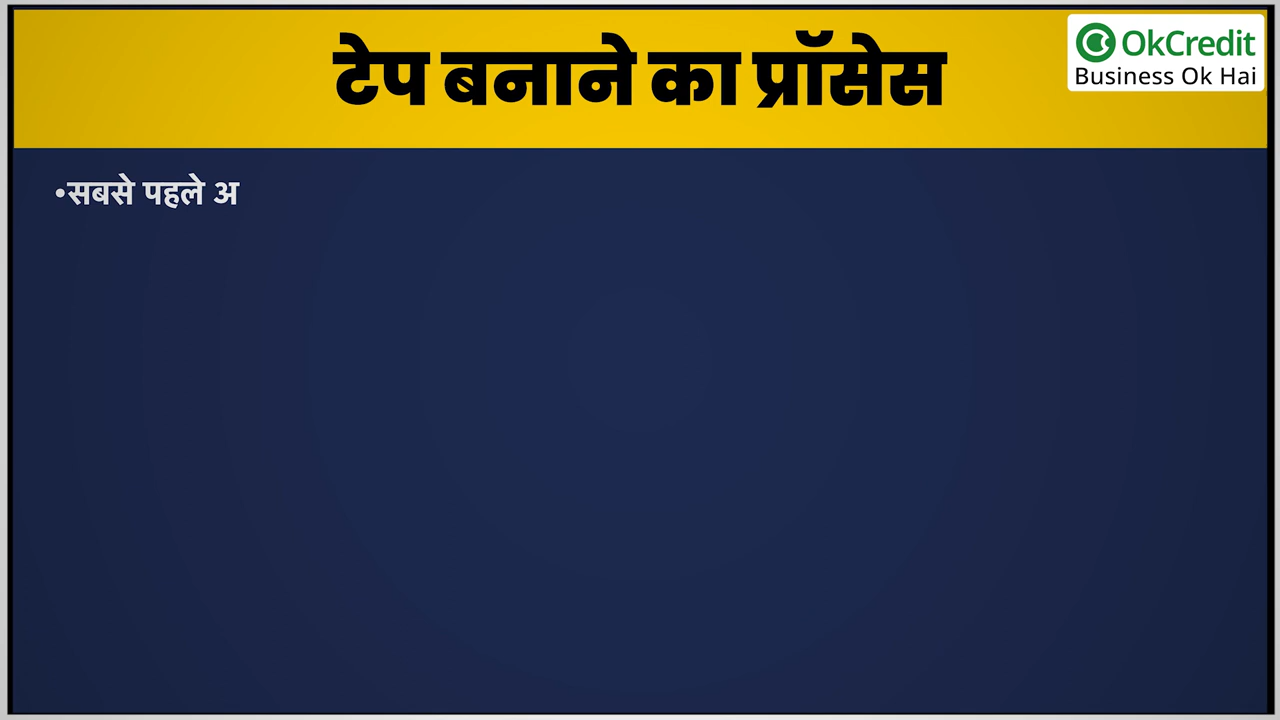 टेप बनाने का प्रॉसेस
OkCredit
Business Ok Hai
•सबसे पहले अ